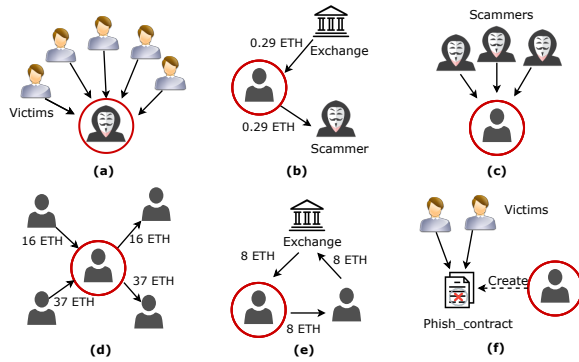 Victims
(a)
0.29 ETH
Exchange
0.29 ETH
Scammer
(b)
Scammers
(c)
16 ETH
16 ETH
37 ETH
37 ETH
(d)
Exchange
8 ETH
8 ETH
8 ETH
(e)
Victims
Create
Phish_contract
(f)